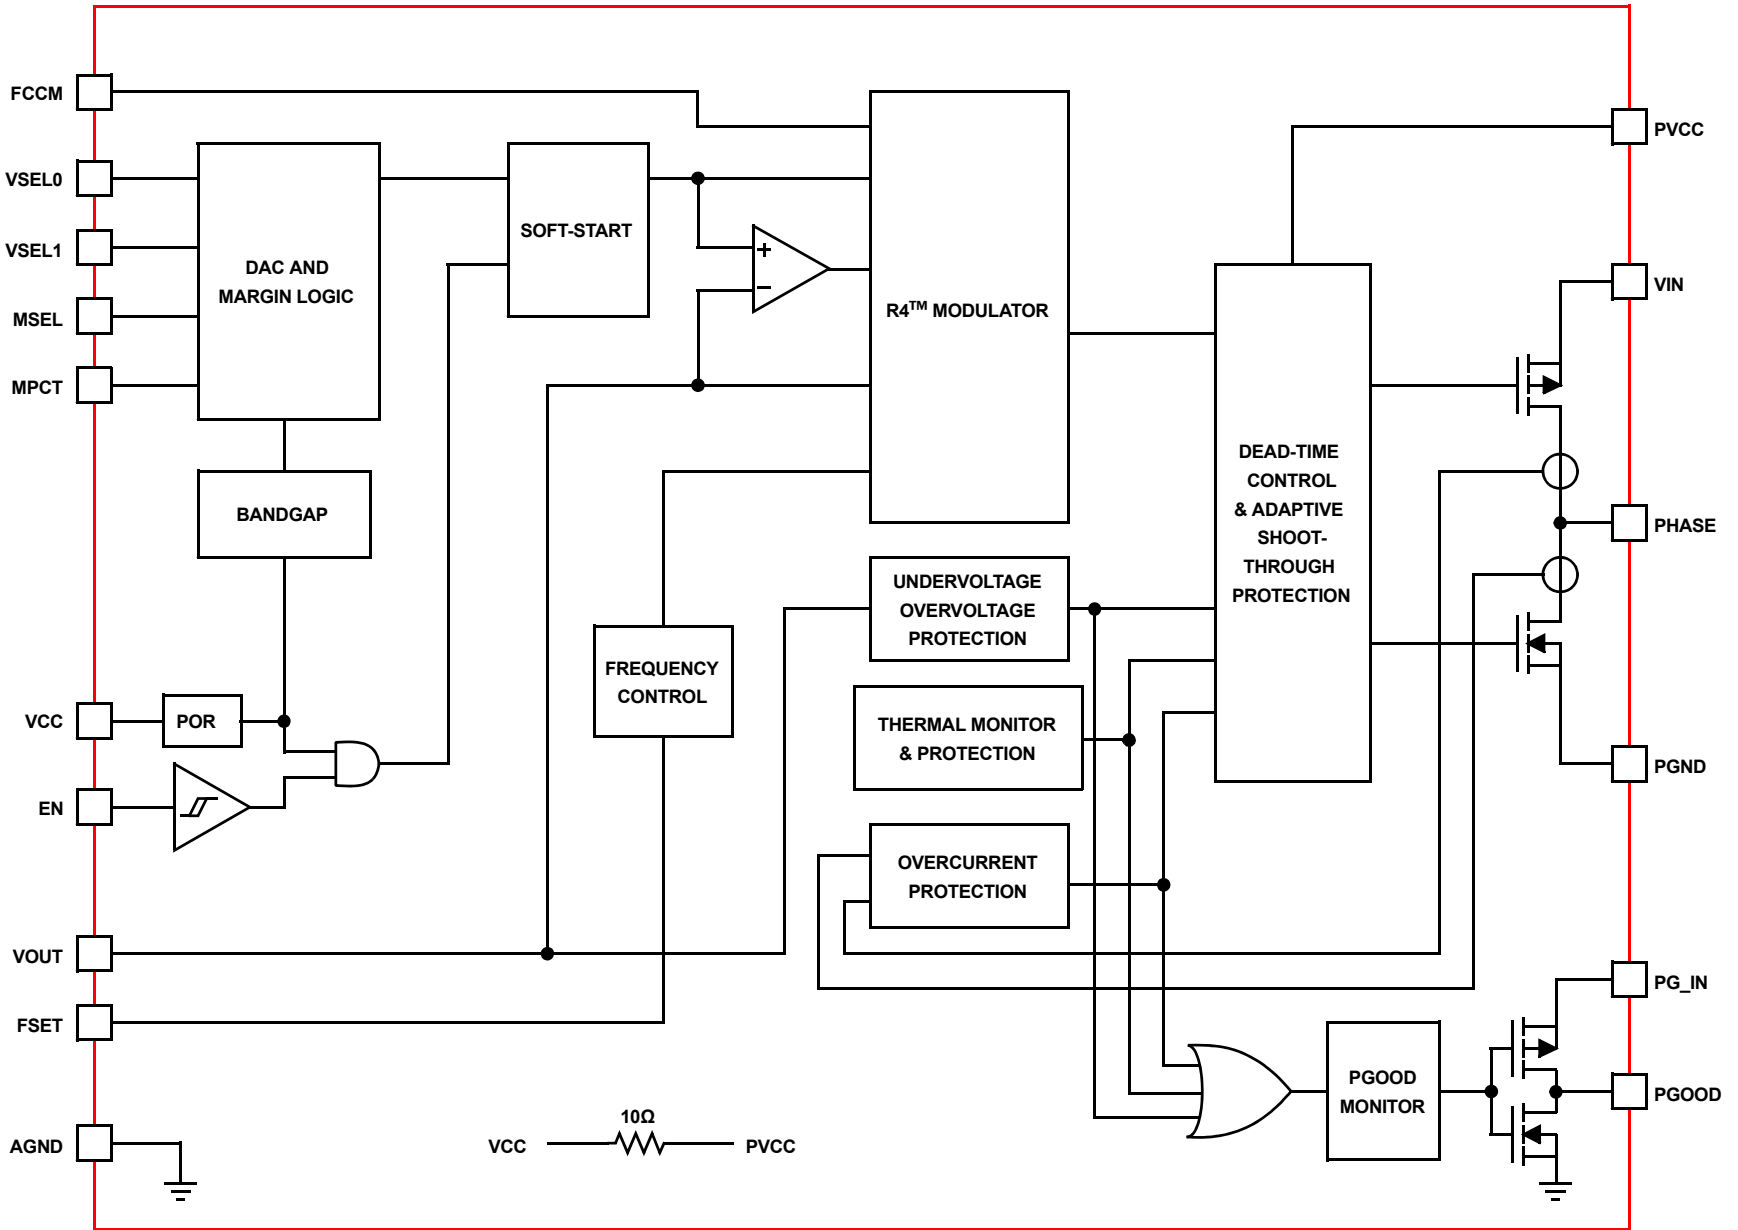 FCCM
VSEL0
VSEL1
MSEL
MPCT
VCC
EN
VOUT
FSET
AGND
DAC AND
MARGIN LOGIC
BANDGAP
POR
SOFT-START
+
−
FREQUENCY
CONTROL
R4™ MODULATOR
UNDERVOLTAGE
OVERVOLTAGE
PROTECTION
THERMAL MONITOR
& PROTECTION
OVERCURRENT
PROTECTION
DEAD-TIME
CONTROL
& ADAPTIVE
SHOOT-
THROUGH
PROTECTION
PGOOD
MONITOR
10Ω
VCC
PVCC
PVCC
VIN
PHASE
PGND
PG_IN
PGOOD